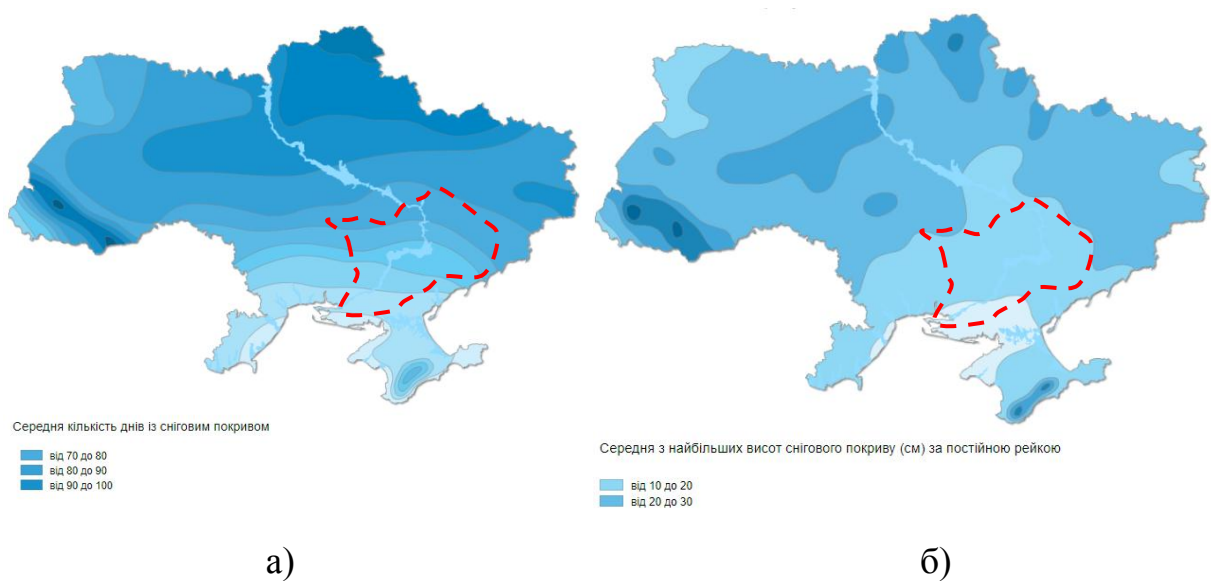 Середня кількість днів із сніговим покривом
від 70 до 80
від 80 до 90
від 90 до 100
Середня з найбільших висот снігового покриву (см) за постійною рейкою
від 10 до 20
від 20 до 30
а)
б)